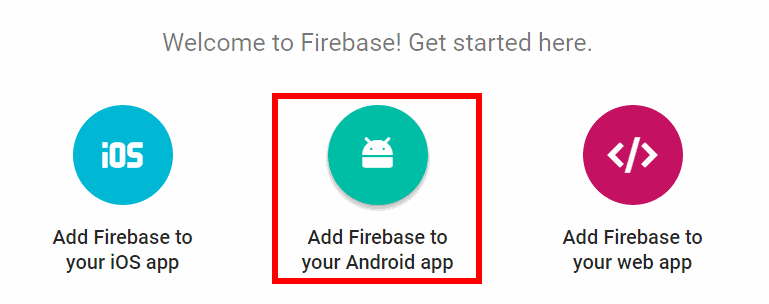 Welcome to Firebase! Get started here.
iOS
</>
Add Firebase to
your iOS app
Add Firebase to
your Android app
Add Firebase to
your web app